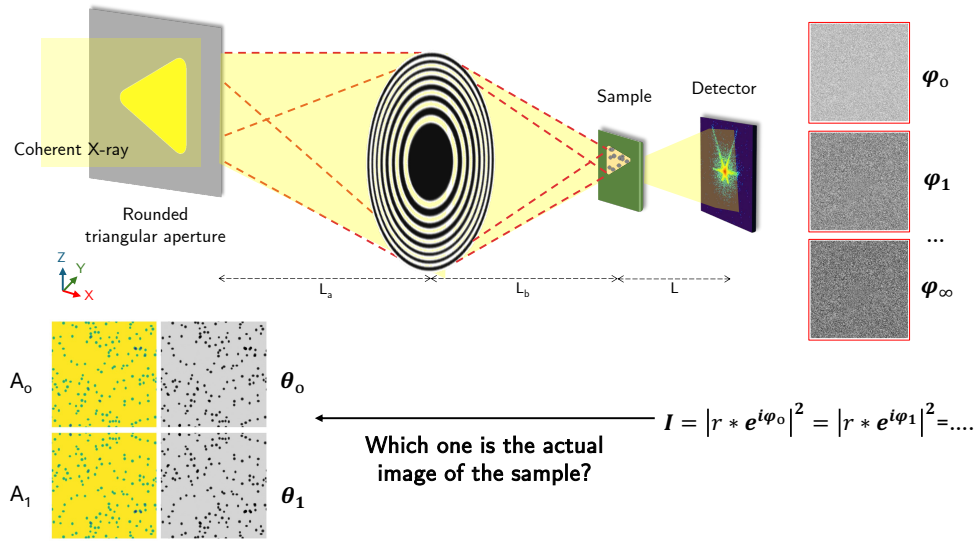 Coherent X-ray
Rounded
triangular aperture
Z
Y
X
Lₐ
L_b
L
Sample
Detector
φ₀
φ₁
...
φ∞
A₀
θ₀
A₁
θ₁
Which one is the actual
image of the sample?
I = |r * e^{iφ₀}|² = |r * e^{iφ₁}|² =....